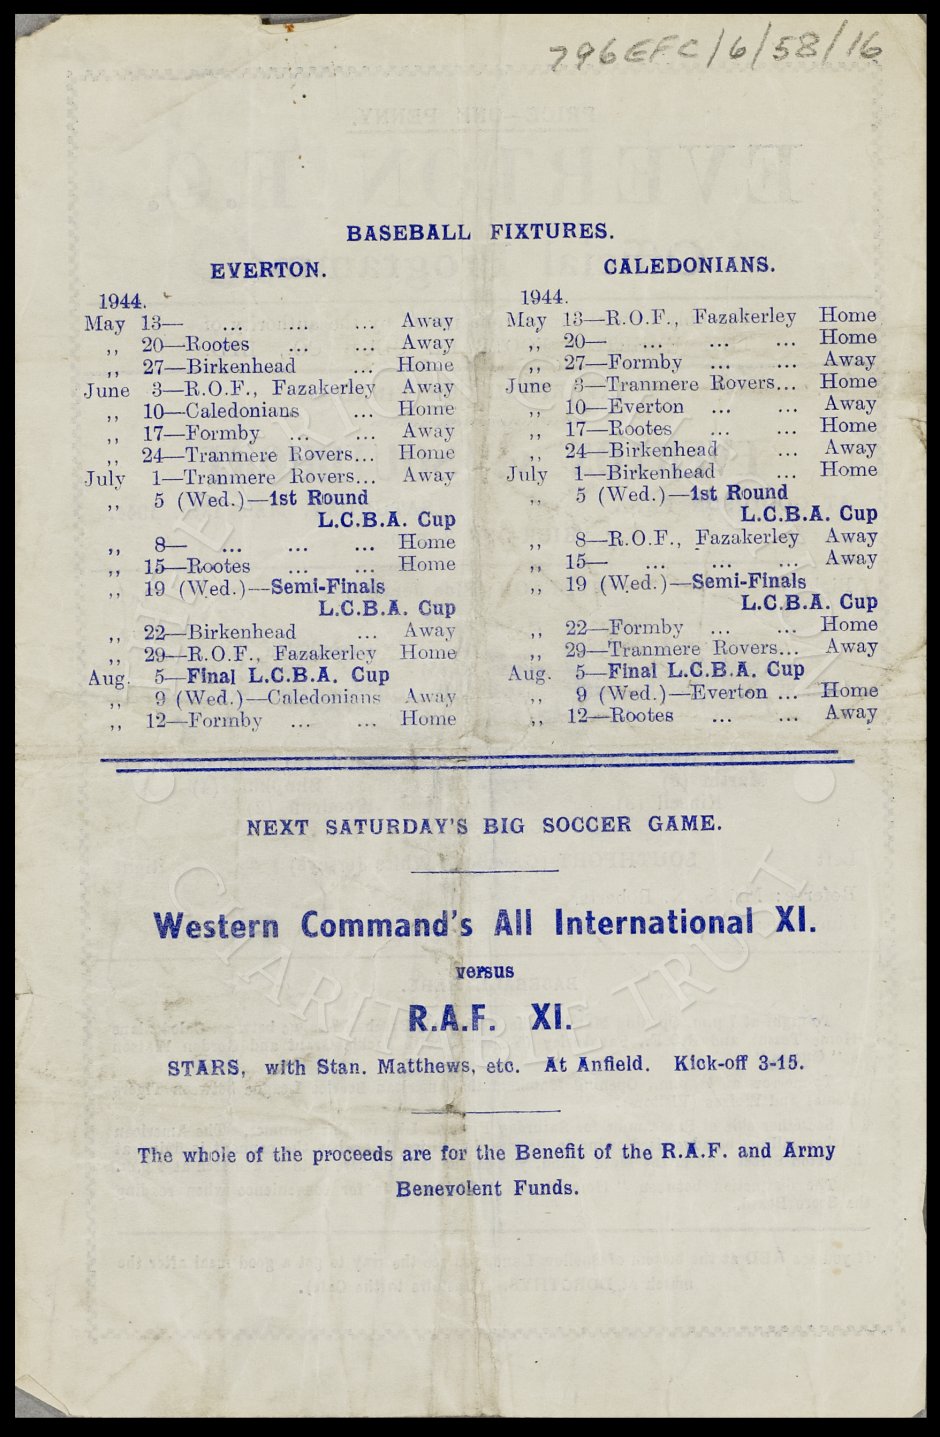 796EFC/6/58/16
BASEBALL FIXTURES.
EVERTON.
1944.
May 13— ... ... ... Away
,, 20—Rootes ... ... Away
,, 27—Birkenhead ... Home
June 3—R.O.F., Fazakerley Away
,, 10—Caledonians ... Home
,, 17—Formby ... ... Away
,, 24—Tranmere Rovers... Home
July 1—Tranmere Rovers... Away
,, 5 (Wed.)—1st Round
L.C.B.A. Cup
,, 8— ... ... ... Home
,, 15—Rootes ... ... Home
,, 19 (Wed.)—Semi-Finals
L.C.B.A. Cup
,, 22—Birkenhead ... Away
,, 29—R.O.F., Fazakerley Home
Aug. 5—Final L.C.B.A. Cup
,, 9 (Wed.)—Caledonians Away
,, 12—Formby ... ... Home
CALEDONIANS.
1944.
May 13—R.O.F., Fazakerley Home
,, 20— ... ... ... Home
,, 27—Formby ... ... Away
June 3—Tranmere Rovers... Home
,, 10—Everton ... ... Away
,, 17—Rootes ... ... Home
,, 24—Birkenhead ... Away
July 1—Birkenhead ... Home
,, 5 (Wed.)—1st Round
L.C.B.A. Cup
,, 8—R.O.F., Fazakerley Away
,, 15— ... ... ... Away
,, 19 (Wed.)—Semi-Finals
L.C.B.A. Cup
,, 22—Formby ... ... Home
,, 29—Tranmere Rovers... Away
Aug. 5—Final L.C.B.A. Cup
,, 9 (Wed.)—Everton ... Home
,, 12—Rootes ... ... Away
NEXT SATURDAY'S BIG SOCCER GAME.
Western Command's All International XI.
versus
R.A.F. XI.
STARS, with Stan. Matthews, etc. At Anfield. Kick-off 3-15.
The whole of the proceeds are for the Benefit of the R.A.F. and Army
Benevolent Funds.
CHARITABLE TRUST